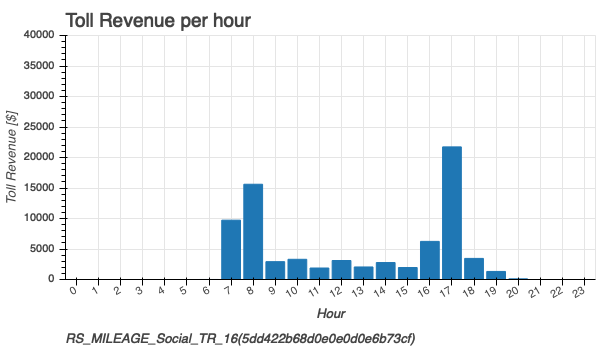 Toll Revenue per hour
40000
35000
30000
25000
20000
15000
10000
5000
0
Toll Revenue [$]
0 1 2 3 4 5 6 7 8 9 10 11 12 13 14 15 16 17 18 19 20 21 22 23
Hour
RS_MILEAGE_Social_TR_16(5dd422b68d0e0e0d0e6b73cf)